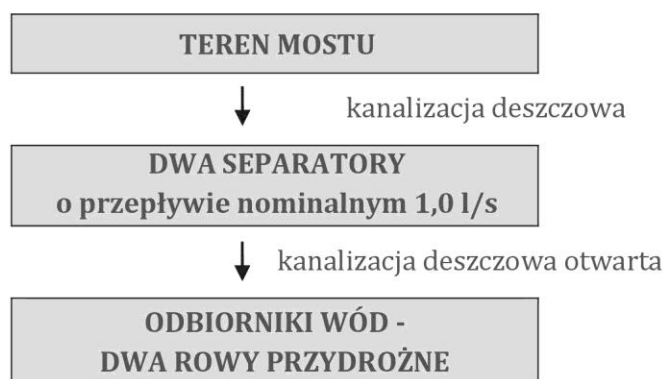 TEREN MOSTU
kanalizacja deszczowa
DWA SEPARATORY
o przepływie nominalnym 1,0 l/s
kanalizacja deszczowa otwarta
ODBIORNIKI WÓD -
DWA ROWY PRZYDROŻNE